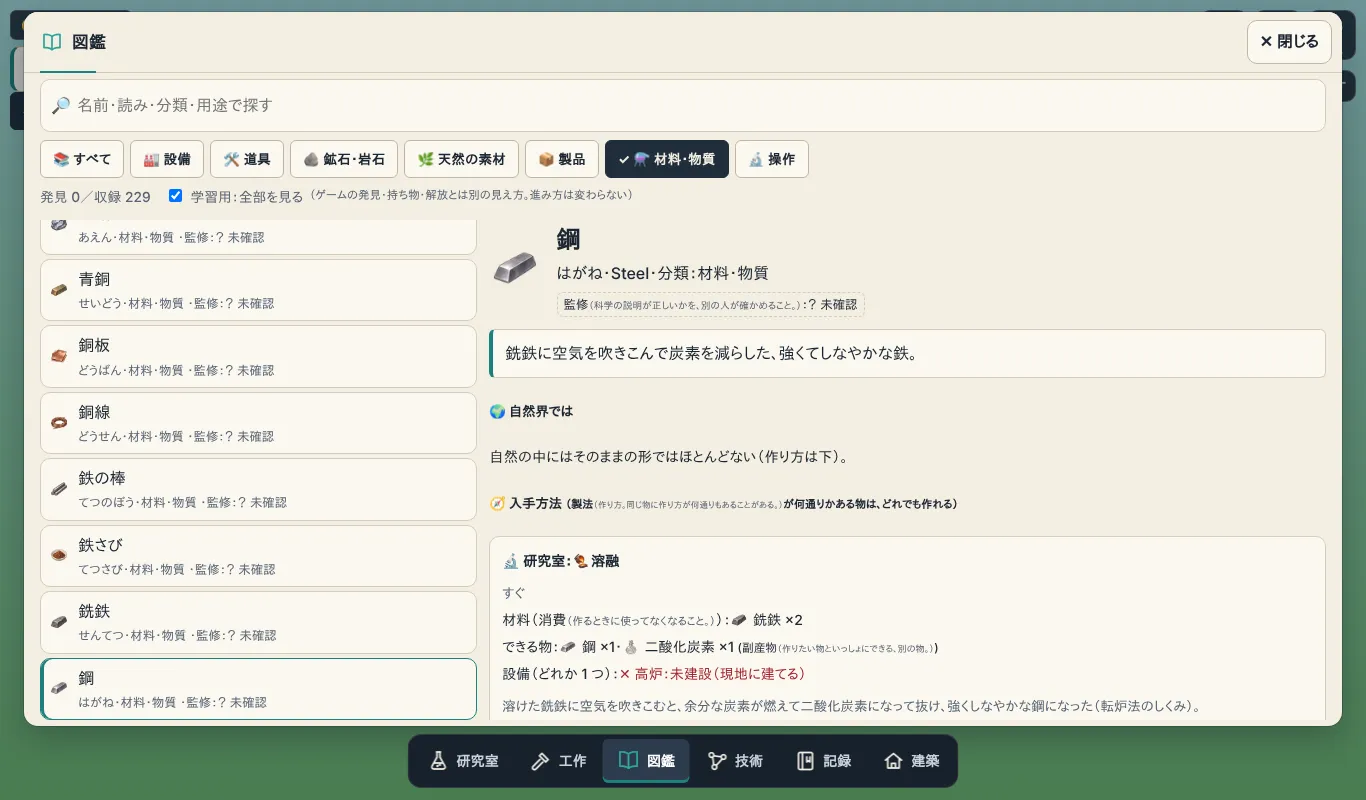 図鑑
✕ 閉じる
名前・読み・分類・用途で探す
すべて
設備
道具
鉱石・岩石
天然の素材
製品
✓ 材料・物質
操作
発見 0／収録 229
学習用：全部を見る（ゲームの発見・持ち物・解放とは別の見え方。進み方は変わらない）
あえん・材料・物質 ・監修：? 未確認
青銅
せいどう・材料・物質 ・監修：? 未確認
銅板
どうばん・材料・物質 ・監修：? 未確認
銅線
どうせん・材料・物質 ・監修：? 未確認
鉄の棒
てつのぼう・材料・物質 ・監修：? 未確認
鉄さび
てつさび・材料・物質 ・監修：? 未確認
銑鉄
せんてつ・材料・物質 ・監修：? 未確認
鋼
はがね・材料・物質 ・監修：? 未確認
鋼
はがね・Steel・分類：材料・物質
監修（科学の説明が正しいかを、別の人が確かめること。）：? 未確認
銑鉄に空気を吹きこんで炭素を減らした、強くてしなやかな鉄。
自然界では
自然の中にはそのままの形ではほとんどない（作り方は下）。
入手方法（製法（作り方。同じ物に作り方が何通りもあることがある。）が何通りかある物は、どれでも作れる）
研究室：溶融
すぐ
材料（消費（作るときに使ってなくなること。））：銑鉄 ×2
できる物：鋼 ×1・二酸化炭素 ×1（副産物（作りたい物といっしょにできる、別の物。））
設備（どれか 1 つ）：✕ 高炉：未建設（現地に建てる）
溶けた銑鉄に空気を吹きこむと、余分な炭素が燃えて二酸化炭素になって抜け、強くしなやかな鋼になった（転炉法のしくみ）。
研究室
工作
図鑑
技術
記録
建築